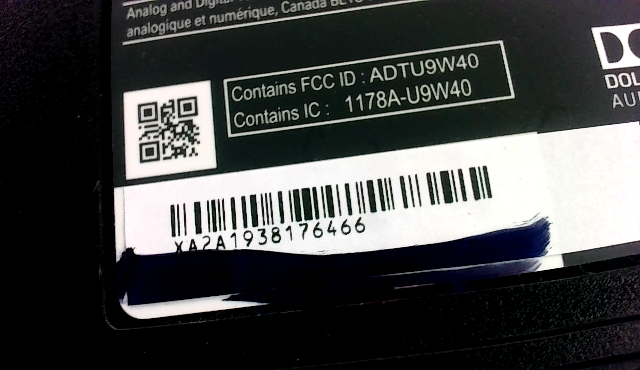 Analog and Digital
analogique et numérique, Canada
Contains FCC ID : ADTU9W40
Contains IC : 1178A-U9W40
XA2A1938176466